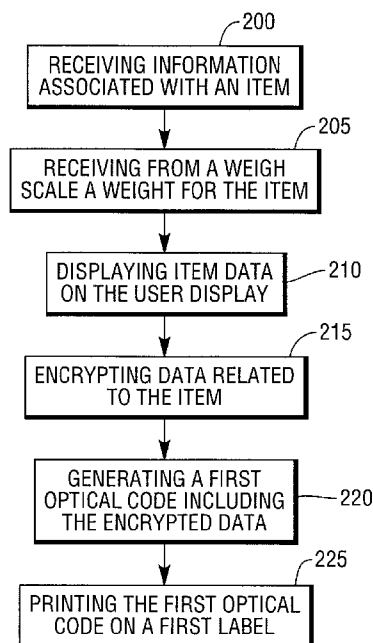 200
RECEIVING INFORMATION
ASSOCIATED WITH AN ITEM
205
RECEIVING FROM A WEIGH
SCALE A WEIGHT FOR THE ITEM
DISPLAYING ITEM DATA
ON THE USER DISPLAY
210
215
ENCRYPTING DATA RELATED
TO THE ITEM
GENERATING A FIRST
OPTICAL CODE INCLUDING
THE ENCRYPTED DATA
220
225
PRINTING THE FIRST OPTICAL
CODE ON A FIRST LABEL